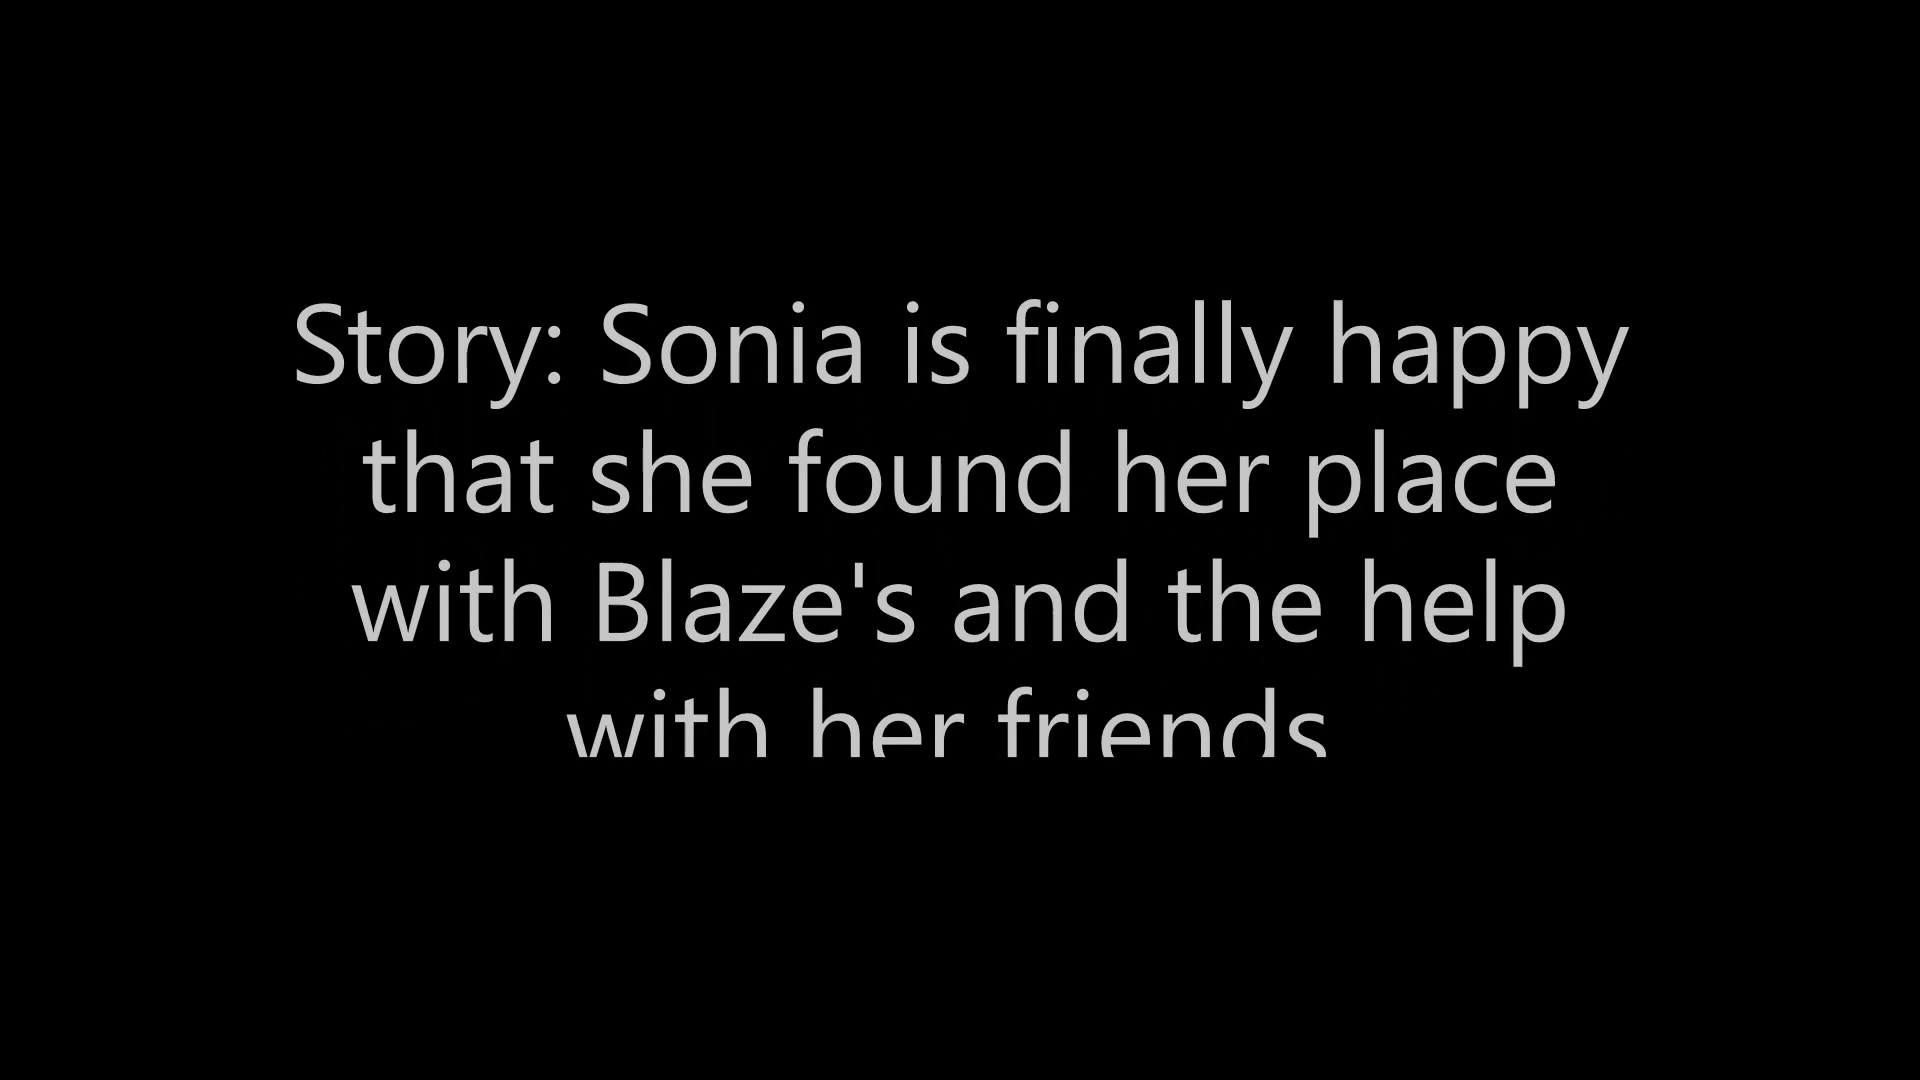 Story: Sonia is finally happy
that she found her place
with Blaze's and the help
with her friends